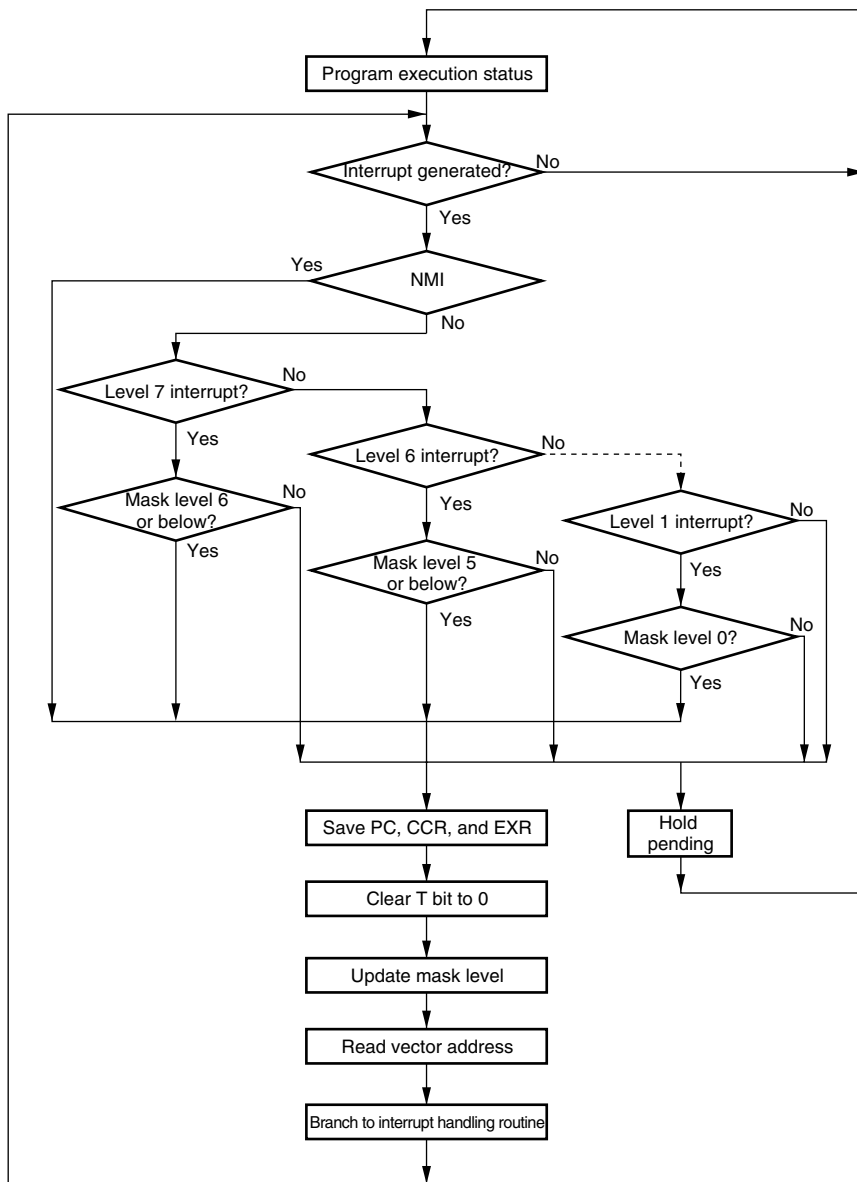 Program execution status
Interrupt generated?
No
Yes
Yes
NMI
No
Level 7 interrupt?
No
Yes
Level 6 interrupt?
No
Yes
Mask level 6
or below?
No
Yes
Level 1 interrupt?
No
Yes
Mask level 5
or below?
No
Yes
Mask level 0?
No
Yes
Save PC, CCR, and EXR
Hold
pending
Clear T bit to 0
Update mask level
Read vector address
Branch to interrupt handling routine